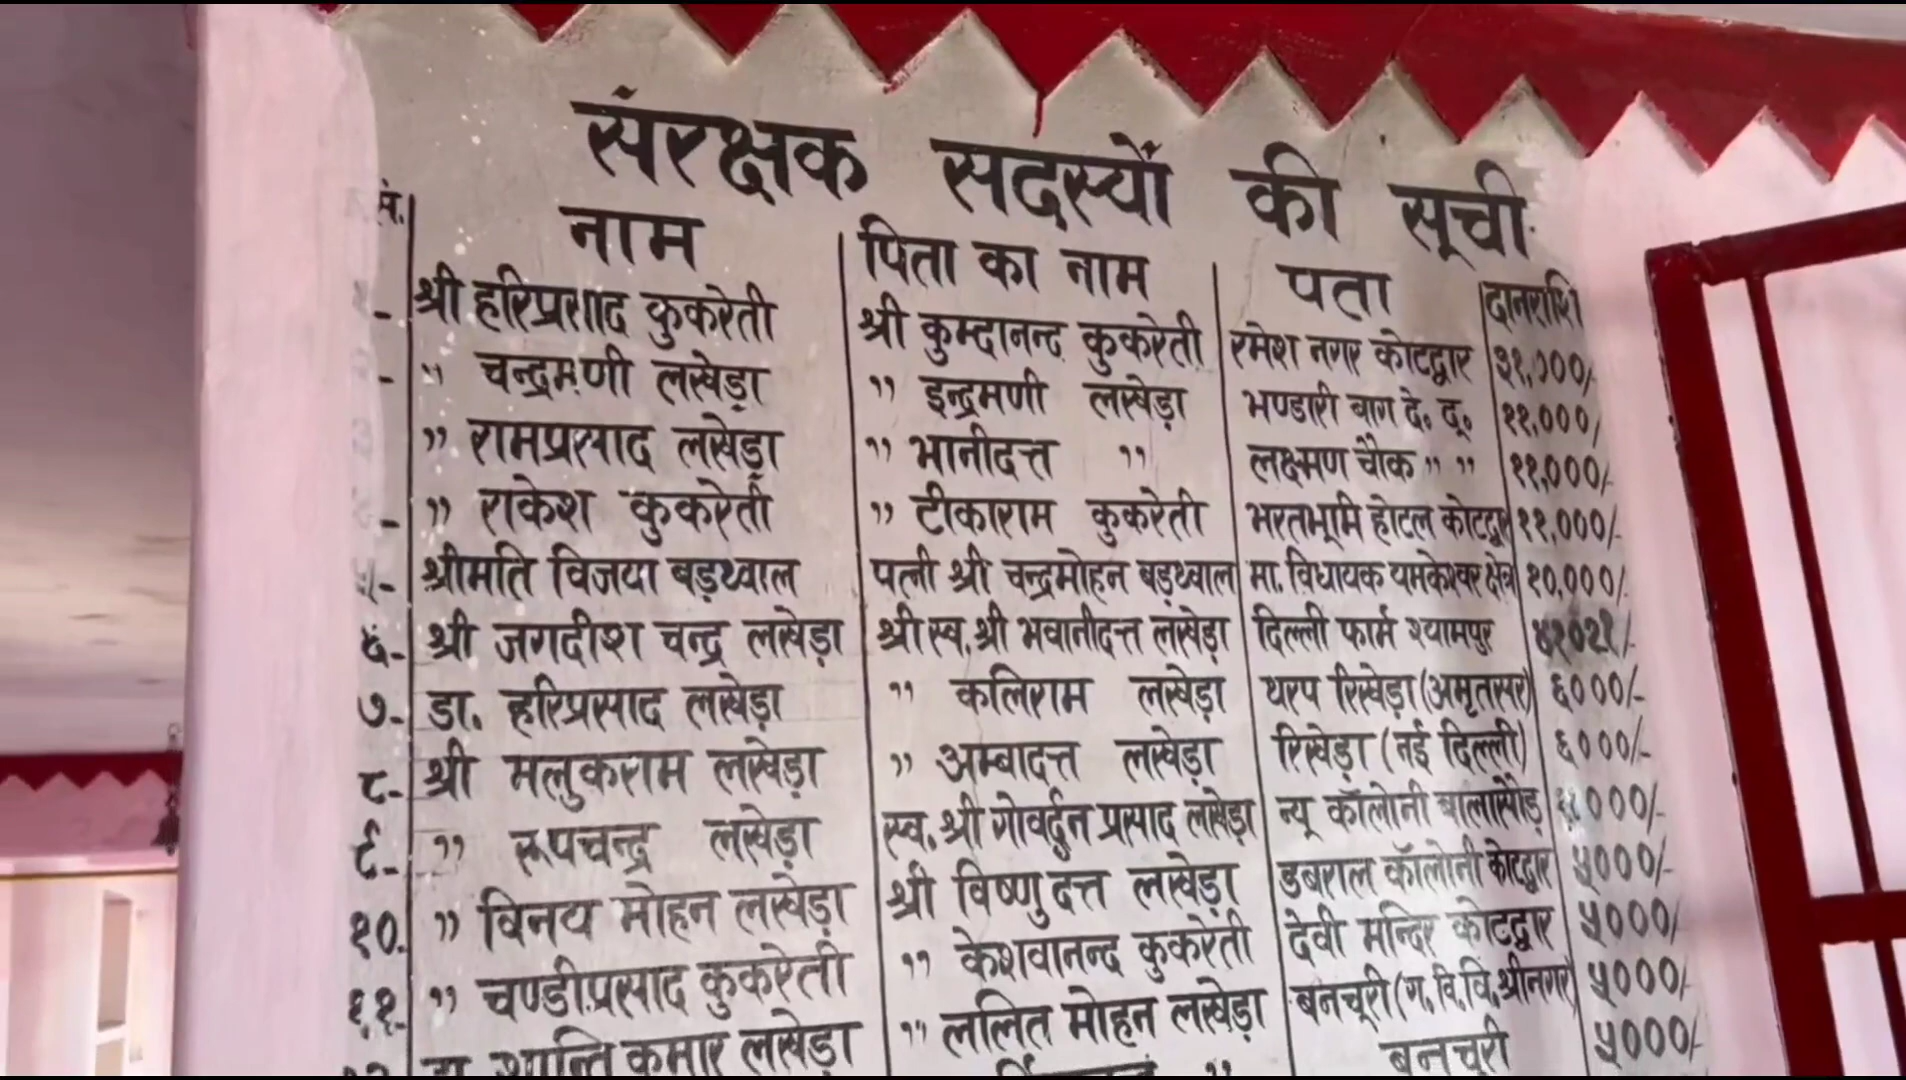 संरक्षक सदस्यों की सूची
सं. नाम पिता का नाम पता दानराशि
१- श्री हरिप्रसाद कुकरेती श्री कुम्दानन्द कुकरेती रमेश नगर कोटद्वार ३१,०००/-
- " चन्द्रमणी लखेड़ा " इन्द्रमणी लखेड़ा भण्डारी बाग दे. दू. ११,०००/
" रामप्रसाद लखेड़ा " भानीदत्त " लक्ष्मण चौक " " ११,०००/
- " राकेश कुकरेती " टीकाराम कुकरेती भरतभूमि होटल कोटद्वार ११,०००/-
५- श्रीमति विजया बड़थ्वाल पत्नी श्री चन्द्रमोहन बड़थ्वाल मा. विधायक यमकेश्वर क्षेत्र १०,०००/
६- श्री जगदीश चन्द्र लखेड़ा श्री स्व. श्री भवानीदत्त लखेड़ा दिल्ली फार्म श्यामपुर
७- डा. हरिप्रसाद लखेड़ा " कलिराम लखेड़ा थरप रिखेड़ा (अमृतसर) ६०००/-
८- श्री मलुकराम लखेड़ा " अम्बादत्त लखेड़ा रिखेड़ा (नई दिल्ली) ६०००/-
९- " रूपचन्द्र लखेड़ा स्व. श्री गोवर्द्धन प्रसाद लखेड़ा न्यू कॉलोनी बालासौड़
१०. " विनय मोहन लखेड़ा श्री विष्णु दत्त लखेड़ा डबराल कॉलोनी कोटद्वार ५०००/-
११. " चण्डीप्रसाद कुकरेती " केशवानन्द कुकरेती देवी मन्दिर कोटद्वार ५०००/
१२. डा. शान्ति कुमार लखेड़ा " ललित मोहन लखेड़ा बनचूरी (ग. वि. वि. श्रीनगर) ५०००/
" बनचूरी ५०००/